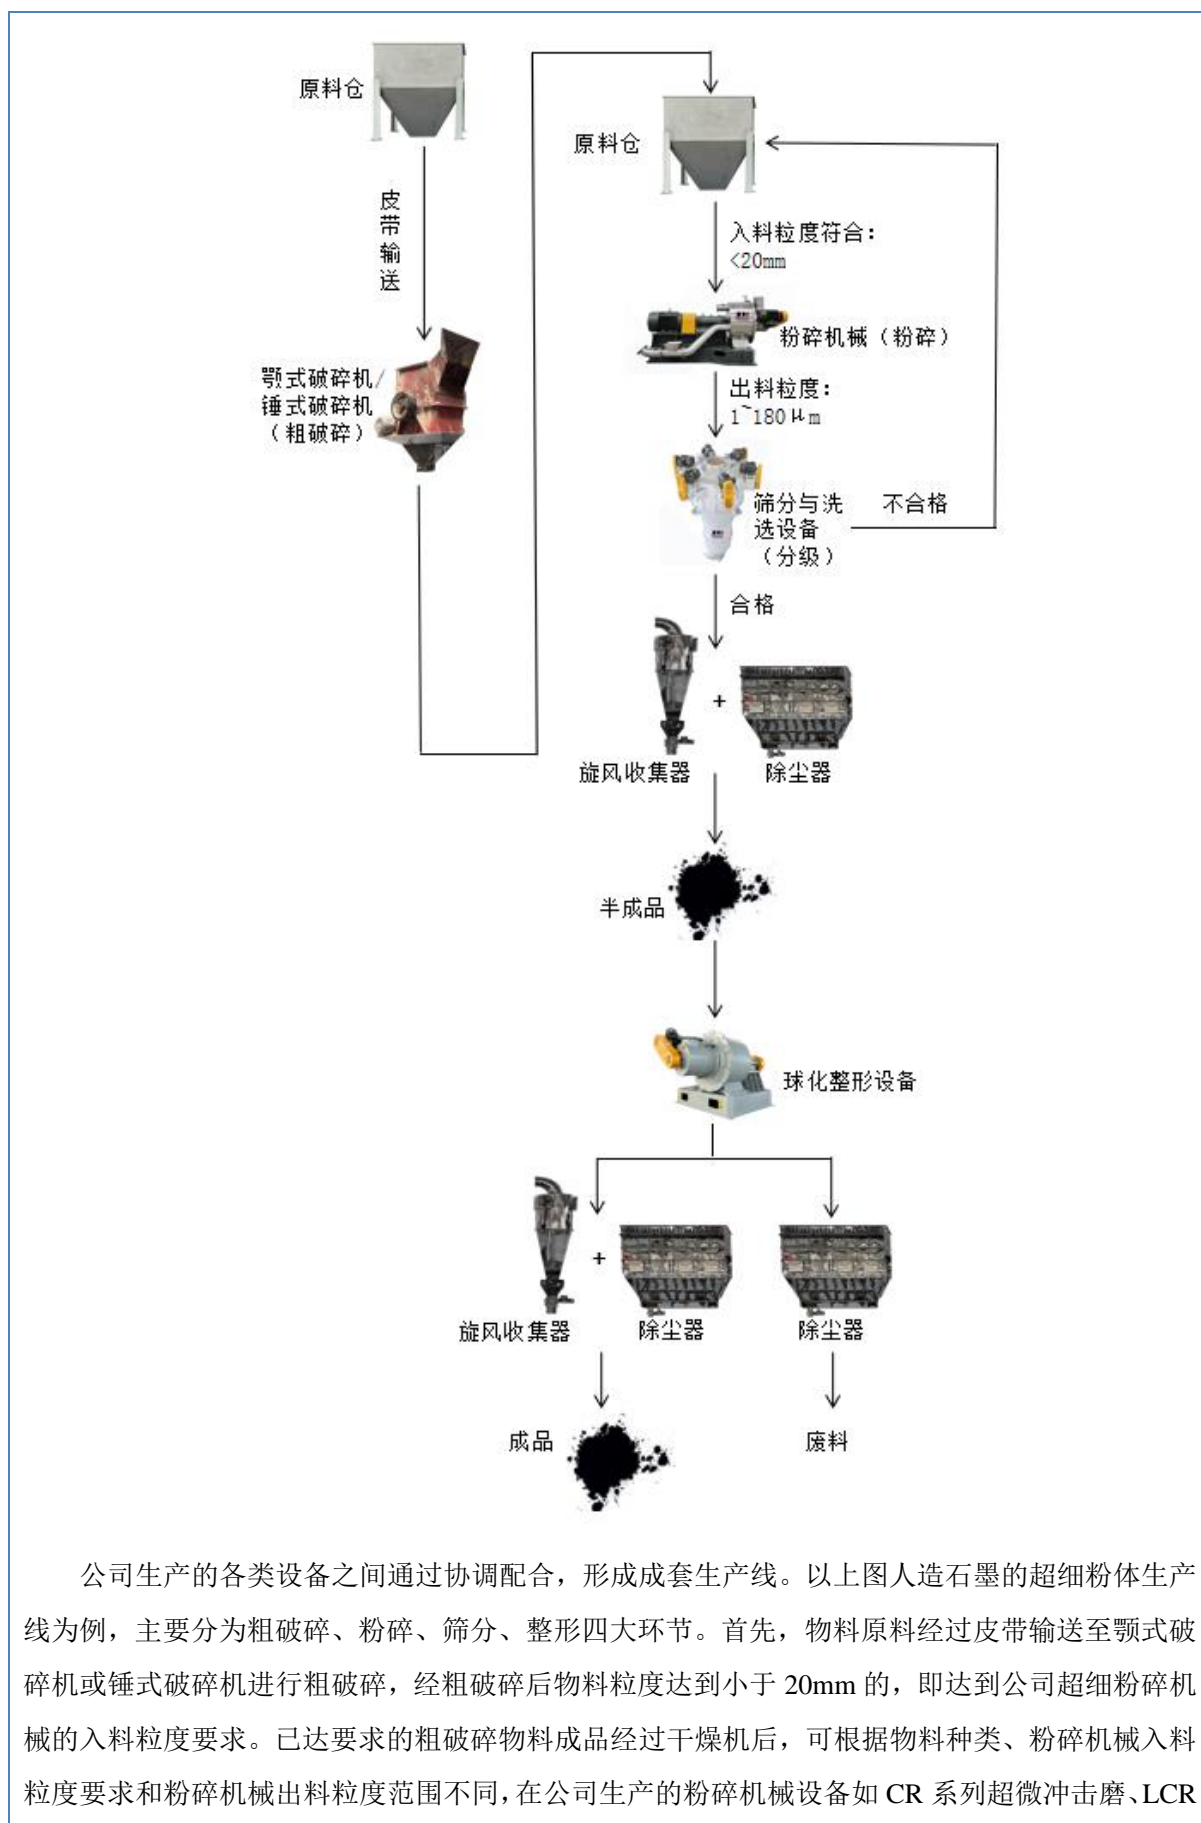 原料仓
皮带输送
颚式破碎机/
锤式破碎机
（粗破碎）
原料仓
入料粒度符合：
<20mm
粉碎机械（粉碎）
出料粒度：
1~180μm
筛分与洗
选设备
（分级）
不合格
合格
+
旋风收集器
除尘器
半成品
球化整形设备
+
旋风收集器
除尘器
除尘器
成品
废料
公司生产的各类设备之间通过协调配合，形成成套生产线。以上图人造石墨的超细粉体生产
线为例，主要分为粗破碎、粉碎、筛分、整形四大环节。首先，物料原料经过皮带输送至颚式破
碎机或锤式破碎机进行粗破碎，经粗破碎后物料粒度达到小于 20mm 的，即达到公司超细粉碎机
械的入料粒度要求。已达要求的粗破碎物料成品经过干燥机后，可根据物料种类、粉碎机械入料
粒度要求和粉碎机械出料粒度范围不同，在公司生产的粉碎机械设备如 CR 系列超微冲击磨、LCR